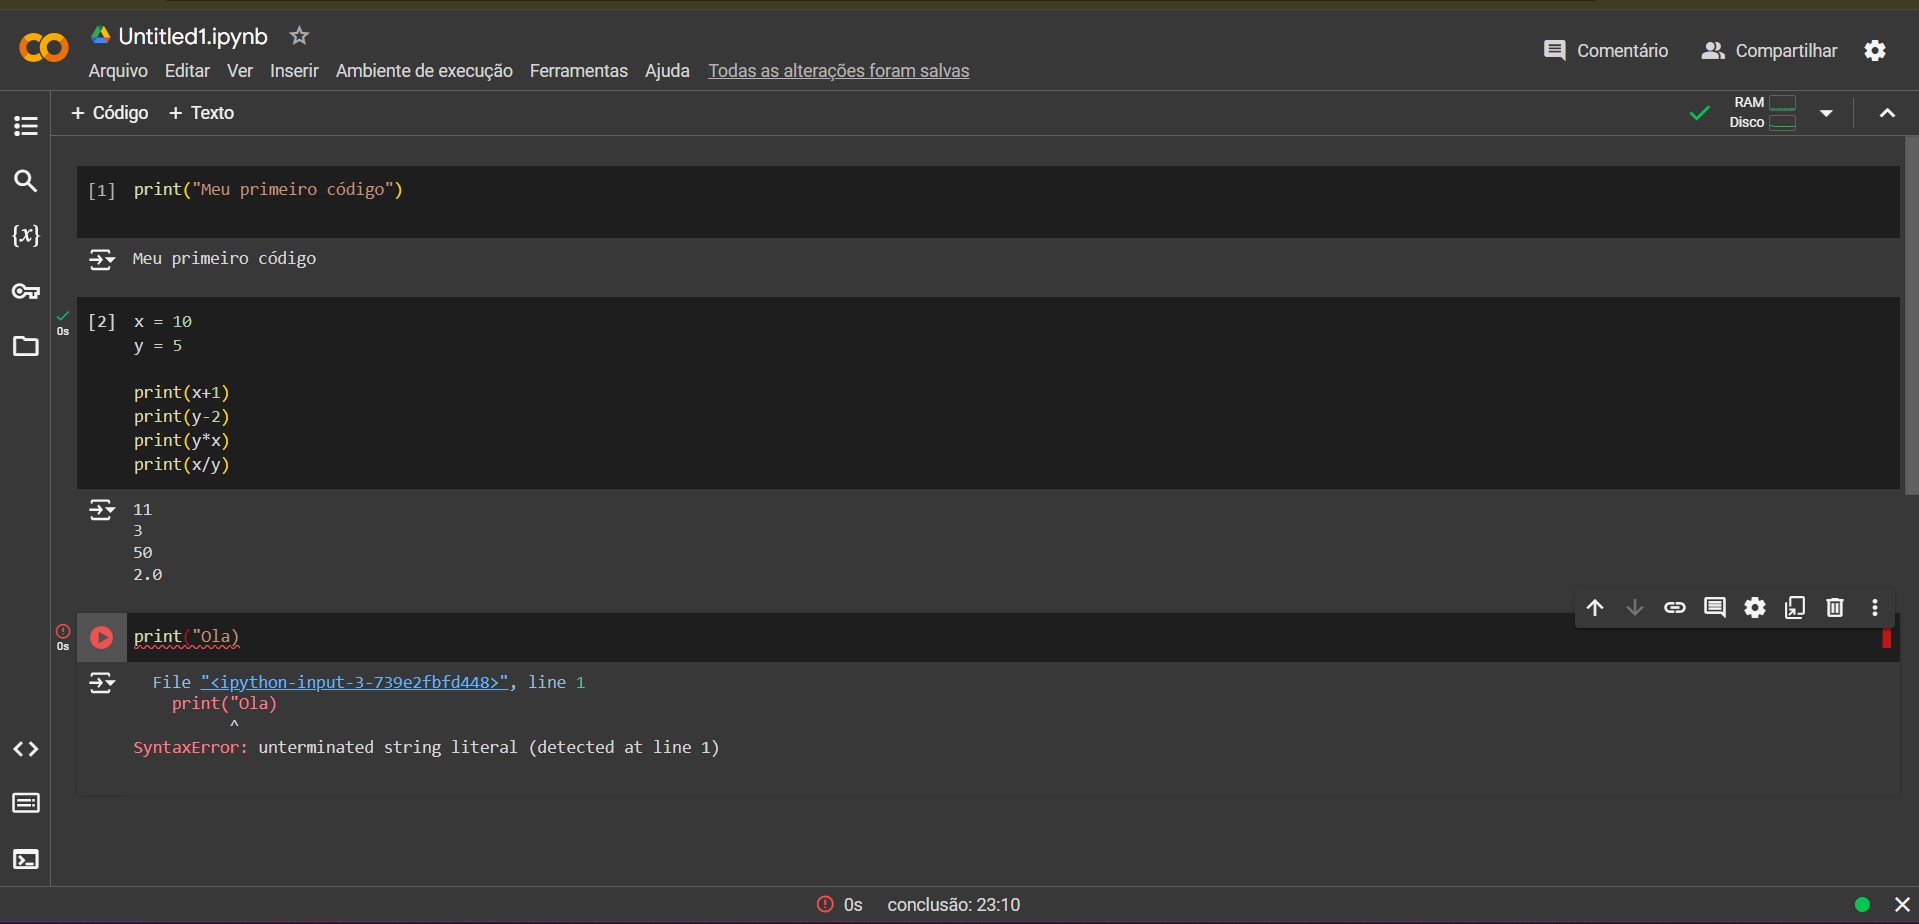 Untitled1.ipynb
Arquivo Editar Ver Inserir Ambiente de execução Ferramentas Ajuda Todas as alterações foram salvas
Comentário Compartilhar
+ Código + Texto
RAM
Disco
[1] print("Meu primeiro código")
Meu primeiro código
0s
[2] x = 10
y = 5
print(x+1)
print(y-2)
print(y*x)
print(x/y)
11
3
50
2.0
0s
print("Ola)
File "<ipython-input-3-739e2fbfd448>", line 1
print("Ola)
^
SyntaxError: unterminated string literal (detected at line 1)
0s conclusão: 23:10